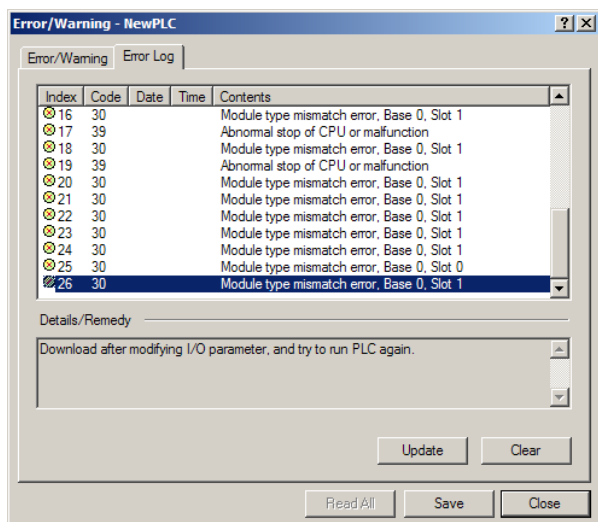 Error/Warning - NewPLC
Error/Warning Error Log
Index Code Date Time Contents
16 30 Module type mismatch error, Base 0, Slot 1
17 39 Abnormal stop of CPU or malfunction
18 30 Module type mismatch error, Base 0, Slot 1
19 39 Abnormal stop of CPU or malfunction
20 30 Module type mismatch error, Base 0, Slot 1
21 30 Module type mismatch error, Base 0, Slot 1
22 30 Module type mismatch error, Base 0, Slot 1
23 30 Module type mismatch error, Base 0, Slot 1
24 30 Module type mismatch error, Base 0, Slot 1
25 30 Module type mismatch error, Base 0, Slot 0
26 30 Module type mismatch error, Base 0, Slot 1
Details/Remedy
Download after modifying I/O parameter, and try to run PLC again.
Update Clear
Read All Save Close